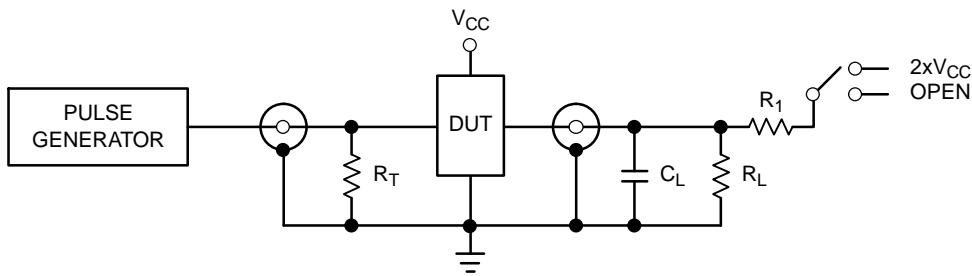 V_CC
PULSE
GENERATOR
DUT
R_T
C_L
R_L
R_1
2xV_CC
OPEN